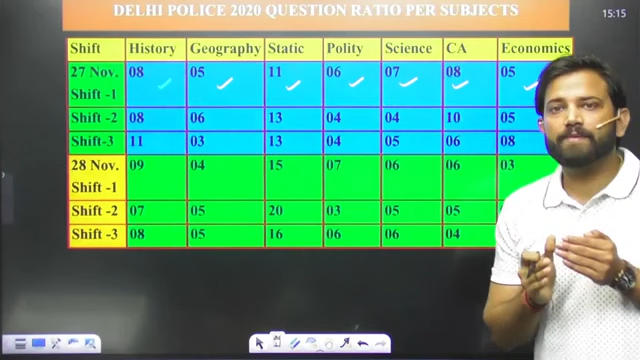 DELHI POLICE 2020 QUESTION RATIO PER SUBJECTS
15:15
Shift History Geography Static Polity Science CA Economics
27 Nov. 08 05 11 06 07 08 05
Shift -1
Shift -2 08 06 13 04 04 10 05
Shift-3 11 03 13 04 05 06 08
28 Nov. 09 04 15 07 06 06 03
Shift -1
Shift -2 07 05 20 03 05 05
Shift -3 08 05 16 06 06 04